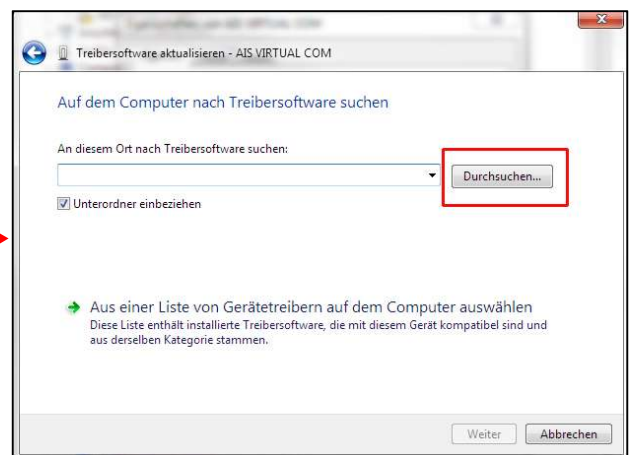 Treibersoftware aktualisieren - AIS VIRTUAL COM
Auf dem Computer nach Treibersoftware suchen
An diesem Ort nach Treibersoftware suchen:
Durchsuchen...
Unterordner einbeziehen
Aus einer Liste von Gerätetreibern auf dem Computer auswählen
Diese Liste enthält installierte Treibersoftware, die mit diesem Gerät kompatibel sind und
aus derselben Kategorie stammen.
Weiter
Abbrechen